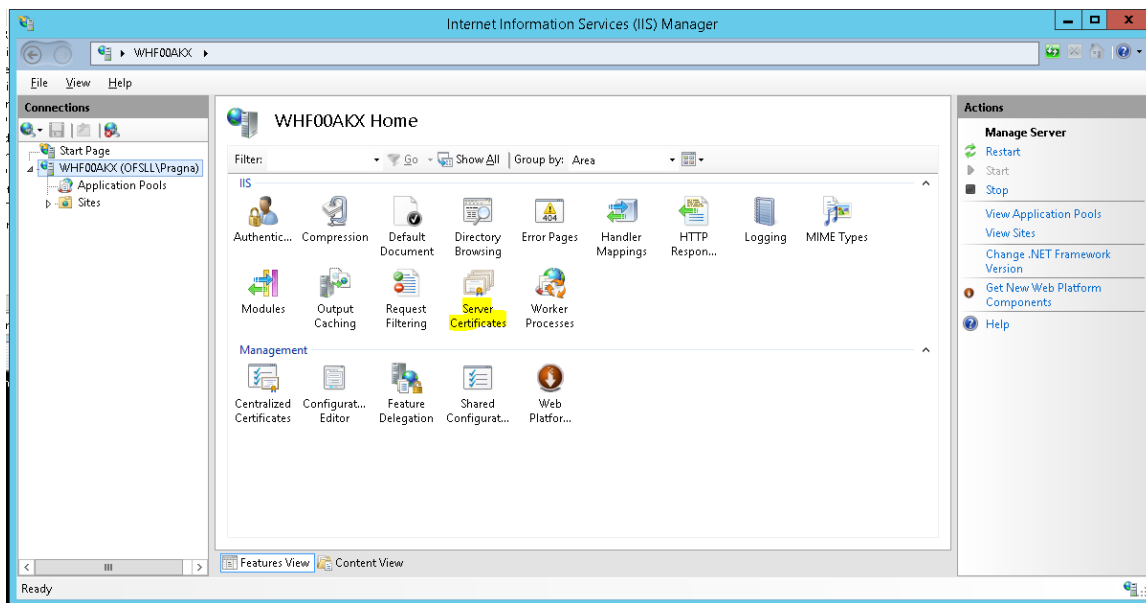 Internet Information Services (IIS) Manager
WHF00AKX
File View Help
Connections
Start Page
WHF00AKX (OFSLL\Pragna)
Application Pools
Sites
WHF00AKX Home
Filter: Go Show All Group by: Area
IIS
Authentic... Compression Default Document Directory Browsing Error Pages Handler Mappings HTTP Respon... Logging MIME Types
404
Modules Output Caching Request Filtering Server Certificates Worker Processes
Management
Centralized Certificates Configurat... Editor Feature Delegation Shared Configurat... Web Platfor...
Features View Content View
Actions
Manage Server
Restart
Start
Stop
View Application Pools
View Sites
Change .NET Framework
Version
Get New Web Platform
Components
Help
Ready